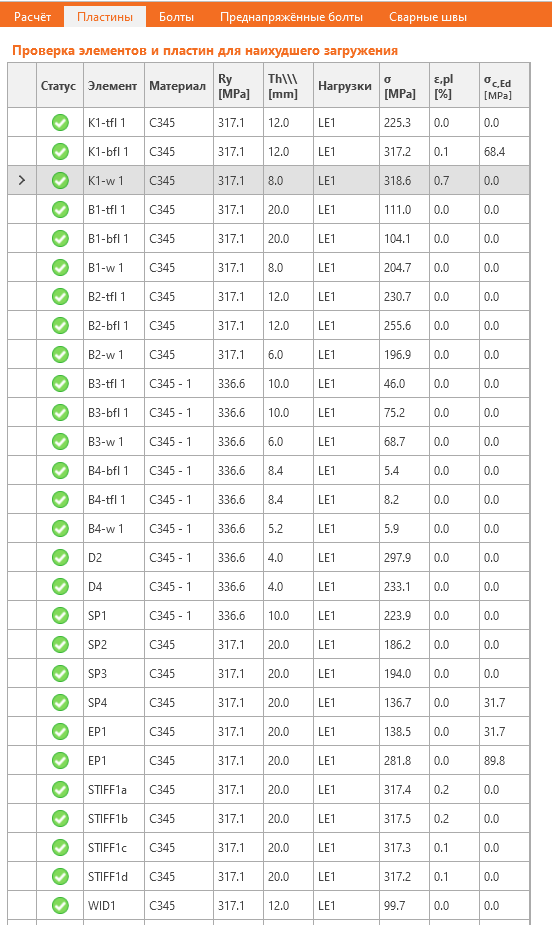 Расчёт Пластины Болты Преднапряжённые болты Сварные швы
Проверка элементов и пластин для наихудшего загружения
Статус Элемент Материал Ry [MPa] Th\\\ [mm] Нагрузки σ [MPa] ε,pl [%] σc,Ed [MPa]
K1-tfl 1 C345 317.1 12.0 LE1 225.3 0.0 0.0
K1-bfl 1 C345 317.1 12.0 LE1 317.2 0.1 68.4
K1-w 1 C345 317.1 8.0 LE1 318.6 0.7 0.0
B1-tfl 1 C345 317.1 20.0 LE1 111.0 0.0 0.0
B1-bfl 1 C345 317.1 20.0 LE1 104.1 0.0 0.0
B1-w 1 C345 317.1 8.0 LE1 204.7 0.0 0.0
B2-tfl 1 C345 317.1 12.0 LE1 230.7 0.0 0.0
B2-bfl 1 C345 317.1 12.0 LE1 255.6 0.0 0.0
B2-w 1 C345 317.1 6.0 LE1 196.9 0.0 0.0
B3-tfl 1 C345 - 1 336.6 10.0 LE1 46.0 0.0 0.0
B3-bfl 1 C345 - 1 336.6 10.0 LE1 75.2 0.0 0.0
B3-w 1 C345 - 1 336.6 6.0 LE1 68.7 0.0 0.0
B4-bfl 1 C345 - 1 336.6 8.4 LE1 5.4 0.0 0.0
B4-tfl 1 C345 - 1 336.6 8.4 LE1 8.2 0.0 0.0
B4-w 1 C345 - 1 336.6 5.2 LE1 5.9 0.0 0.0
D2 C345 - 1 336.6 4.0 LE1 297.9 0.0 0.0
D4 C345 - 1 336.6 4.0 LE1 233.1 0.0 0.0
SP1 C345 - 1 336.6 10.0 LE1 223.9 0.0 0.0
SP2 C345 317.1 20.0 LE1 186.2 0.0 0.0
SP3 C345 317.1 20.0 LE1 194.0 0.0 0.0
SP4 C345 317.1 20.0 LE1 136.7 0.0 31.7
EP1 C345 317.1 20.0 LE1 138.5 0.0 31.7
EP1 C345 317.1 20.0 LE1 281.8 0.0 89.8
STIFF1a C345 317.1 20.0 LE1 317.4 0.2 0.0
STIFF1b C345 317.1 20.0 LE1 317.5 0.2 0.0
STIFF1c C345 317.1 20.0 LE1 317.3 0.1 0.0
STIFF1d C345 317.1 20.0 LE1 317.2 0.1 0.0
WID1 C345 317.1 12.0 LE1 99.7 0.0 0.0